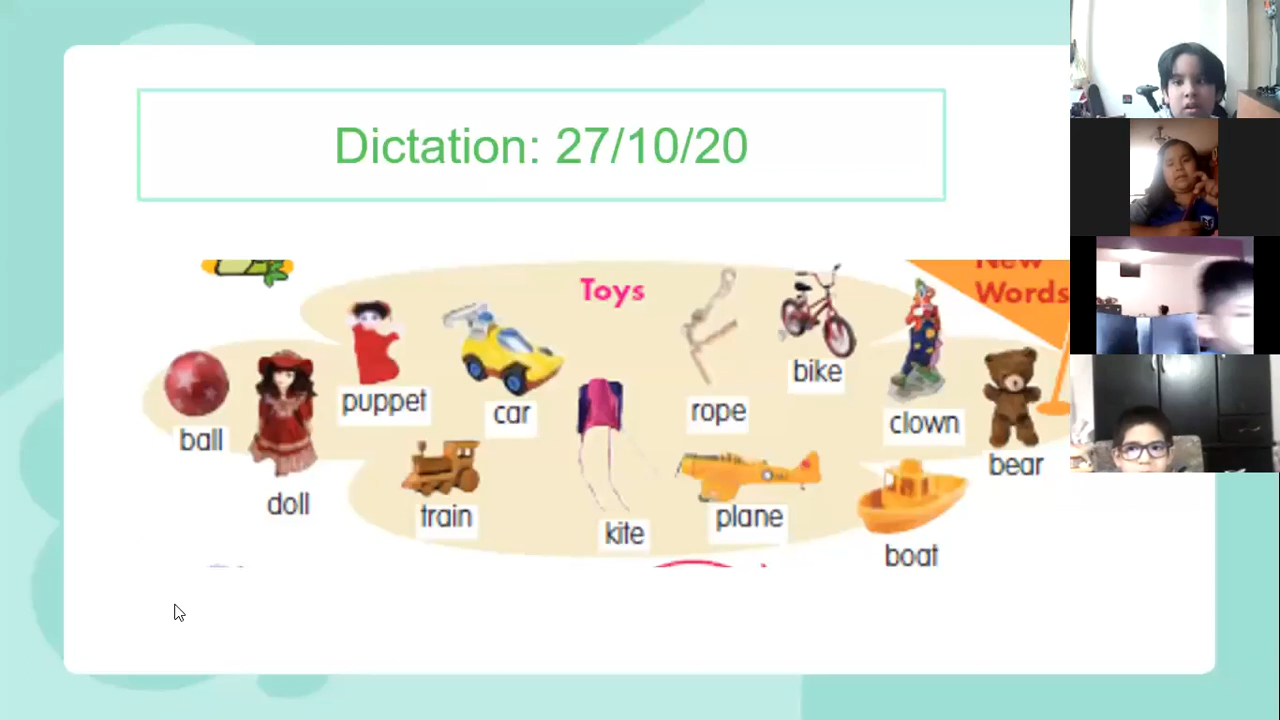 Dictation: 27/10/20
Toys
New
Words
ball
doll
puppet
car
train
kite
rope
plane
bike
clown
boat
bear